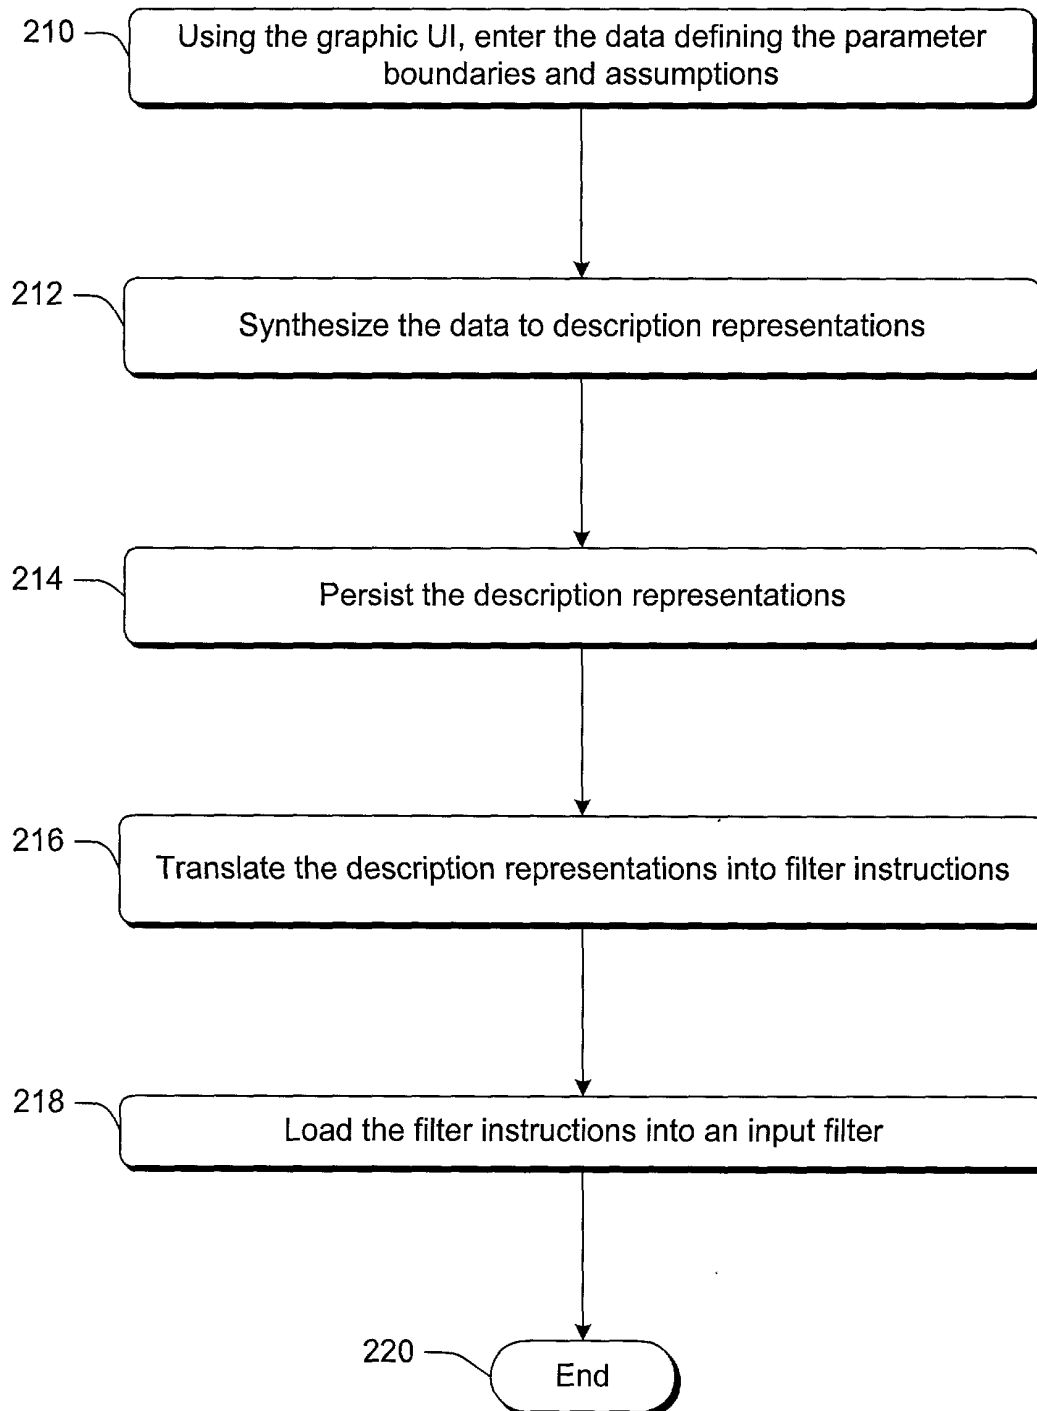 210
Using the graphic UI, enter the data defining the parameter
boundaries and assumptions
212
Synthesize the data to description representations
214
Persist the description representations
216
Translate the description representations into filter instructions
218
Load the filter instructions into an input filter
220
End